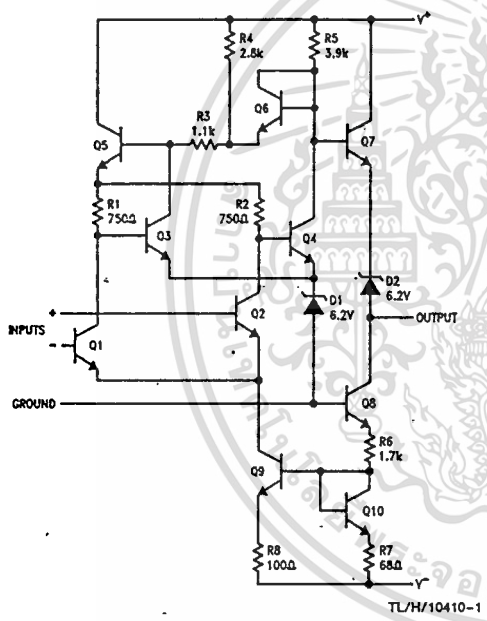 V+
R4
2.8k
R5
3.9k
Q6
R3
1.1k
Q5
Q7
R1
750Ω
R2
750Ω
Q3
Q4
D2
6.2V
D1
6.2V
+
Q2
OUTPUT
INPUTS
−
Q1
GROUND
Q8
R6
1.7k
Q9
Q10
R8
100Ω
R7
68Ω
V−
TL/H/10410-1